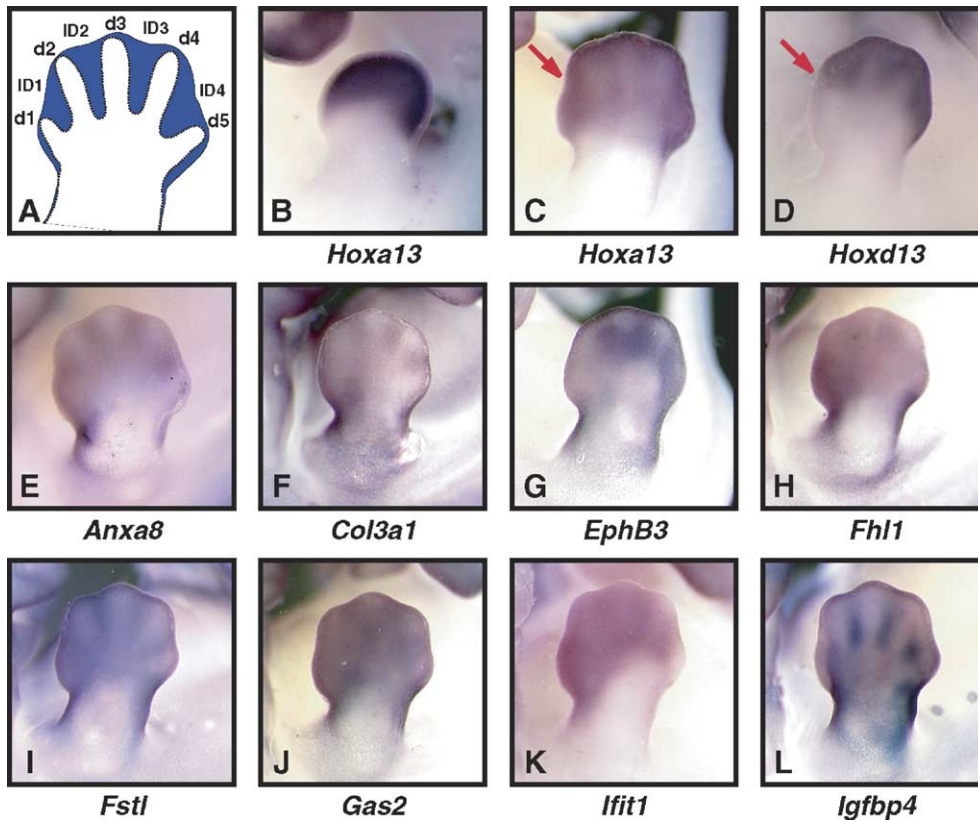 ID2 d3 ID3
d2 d4
ID1 ID4
d1 d5
A
B
C
D
Hoxa13
Hoxa13
Hoxd13
E
F
G
H
Anxa8
Col3a1
EphB3
Fhl1
I
J
K
L
Fstl
Gas2
Ifit1
Igfbp4